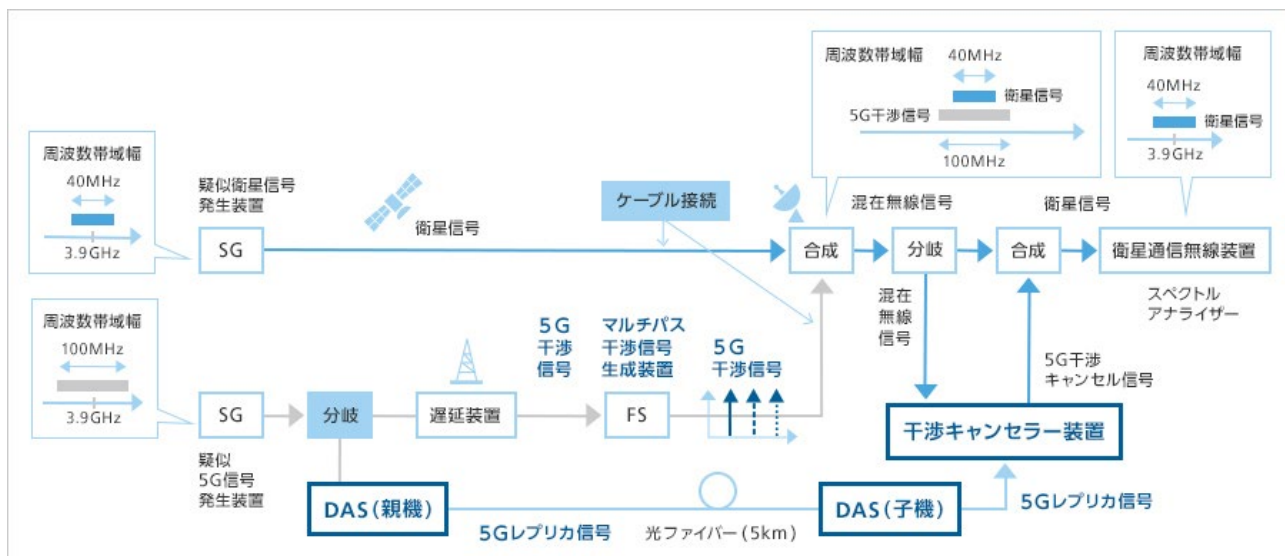 周波数帯域幅
40MHz
3.9GHz
疑似衛星信号
発生装置
SG
衛星信号
ケーブル接続
周波数帯域幅
40MHz
衛星信号
5G干渉信号
100MHz
周波数帯域幅
40MHz
衛星信号
3.9GHz
合成
混在無線信号
分岐
衛星信号
合成
衛星通信無線装置
スペクトル
アナライザー
混在
無線
信号
5G干渉
キャンセル信号
周波数帯域幅
100MHz
3.9GHz
SG
疑似
5G信号
発生装置
分岐
遅延装置
5G
干渉
信号
マルチパス
干渉信号
生成装置
FS
5G
干渉信号
干渉キャンセラー装置
DAS(親機)
5Gレプリカ信号
光ファイバー(5km)
DAS(子機)
5Gレプリカ信号